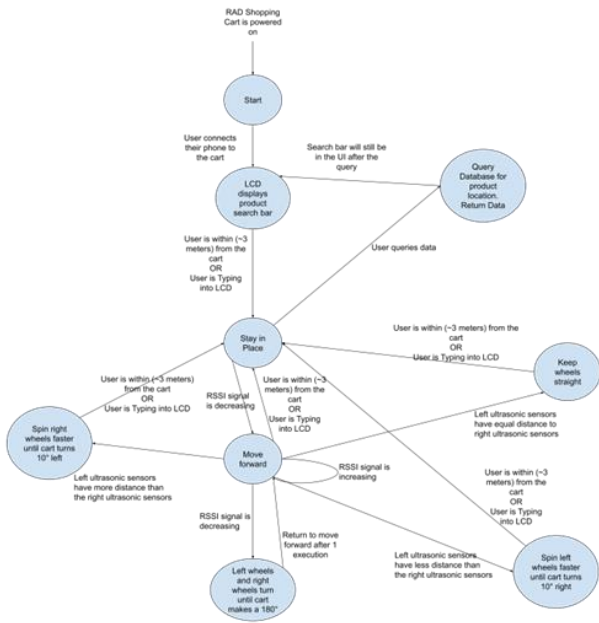 RAD Shopping
Cart is powered
on
Start
User connects
their phone to
the cart
Search bar will still be
in the UI after the
query
LCD
displays
product
search bar
Query
Database for
product
location.
Return Data
User is within (~3
meters) from the
cart
OR
User is Typing
into LCD
User queries data
Stay in
Place
User is within (~3 meters) from the
cart
OR
User is Typing into LCD
Keep
wheels
straight
User is within (~3 meters)
from the cart
OR
User is Typing into LCD
RSSI signal
is decreasing
User is within (~3
meters) from the
cart
OR
User is Typing
into LCD
Spin right
wheels faster
until cart turns
10° left
Left ultrasonic sensors
have equal distance to
right ultrasonic sensors
Move
forward
RSSI signal is
increasing
Left ultrasonic sensors
have more distance than
the right ultrasonic sensors
User is within (~3
meters) from the
cart
OR
User is Typing
into LCD
RSSI signal is
decreasing
Return to move
forward after 1
execution
Left ultrasonic sensors
have less distance than
the right ultrasonic sensors
Spin left
wheels faster
until cart turns
10° right
Left wheels
and right
wheels turn
until cart
makes a 180°